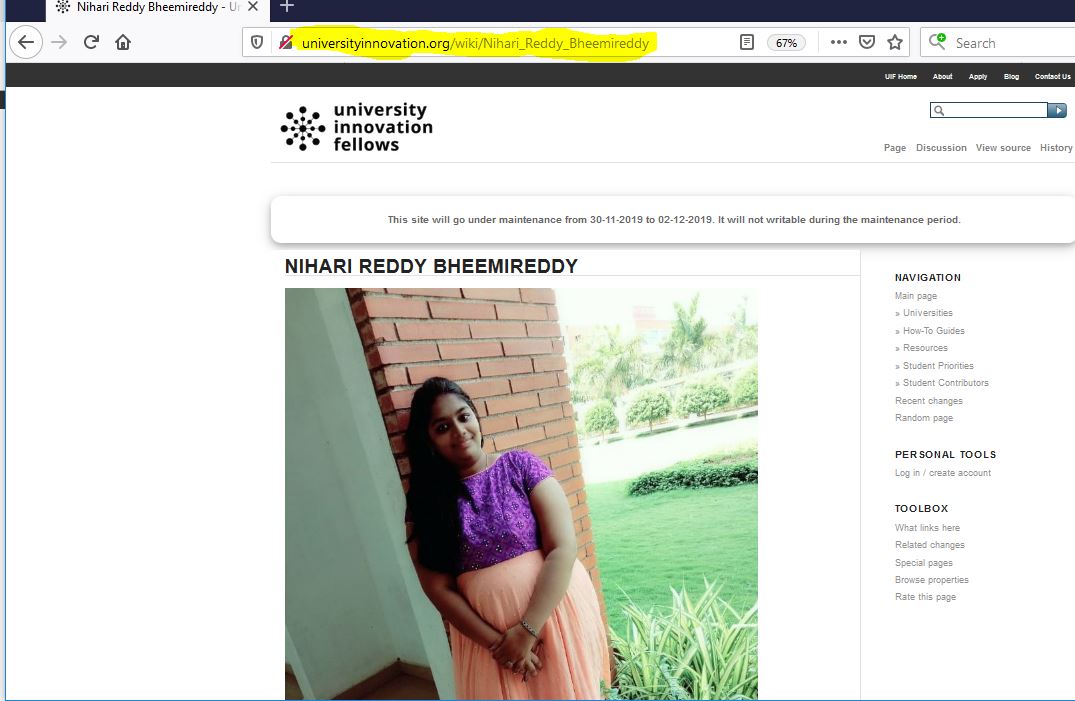 Nihari Reddy Bheemireddy - Un
universityinnovation.org/wiki/Nihari_Reddy_Bheemireddy
67%
Search
UIF Home About Apply Blog Contact Us
university
innovation
fellows
Page Discussion View source History
This site will go under maintenance from 30-11-2019 to 02-12-2019. It will not writable during the maintenance period.
NIHARI REDDY BHEEMIREDDY
NAVIGATION
Main page
» Universities
» How-To Guides
» Resources
» Student Priorities
» Student Contributors
Recent changes
Random page
PERSONAL TOOLS
Log in / create account
TOOLBOX
What links here
Related changes
Special pages
Browse properties
Rate this page